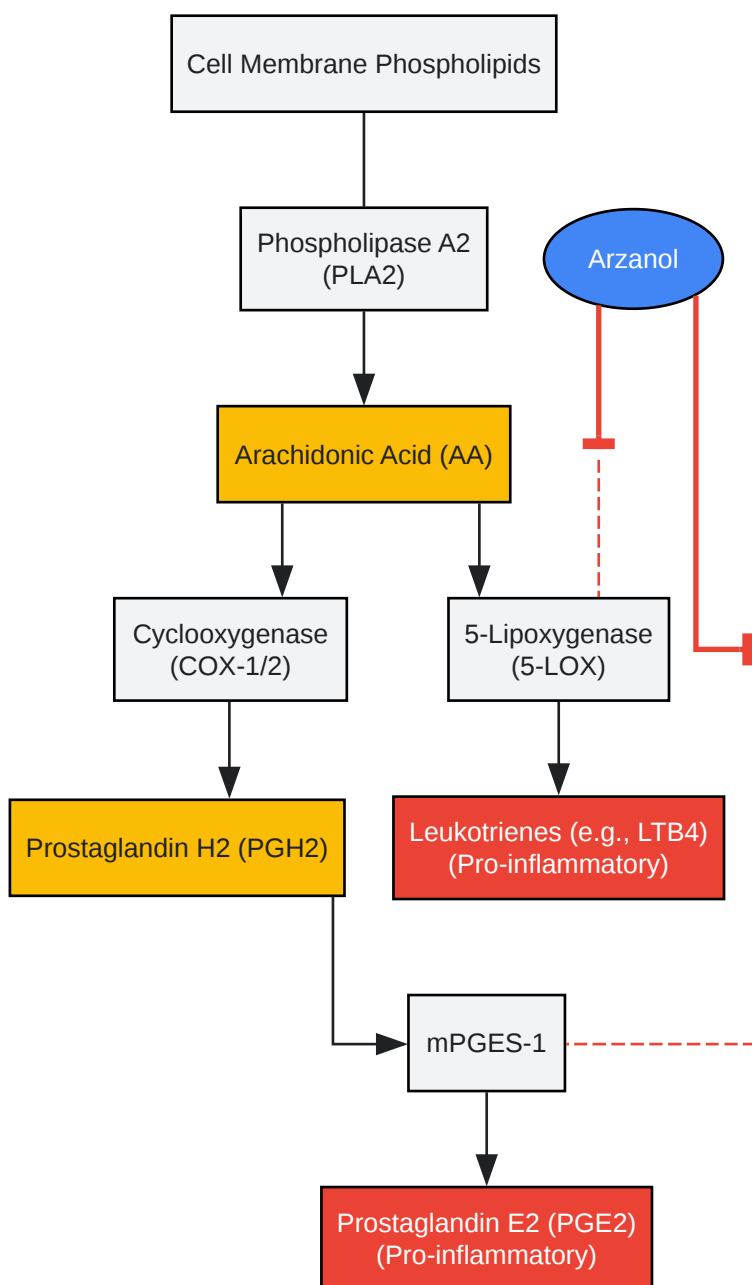 Cell Membrane Phospholipids
Phospholipase A2
(PLA2)
Arzanol
Arachidonic Acid (AA)
Cyclooxygenase
(COX-1/2)
5-Lipoxygenase
(5-LOX)
Prostaglandin H2 (PGH2)
Leukotrienes (e.g., LTB4)
(Pro-inflammatory)
mPGES-1
Prostaglandin E2 (PGE2)
(Pro-inflammatory)